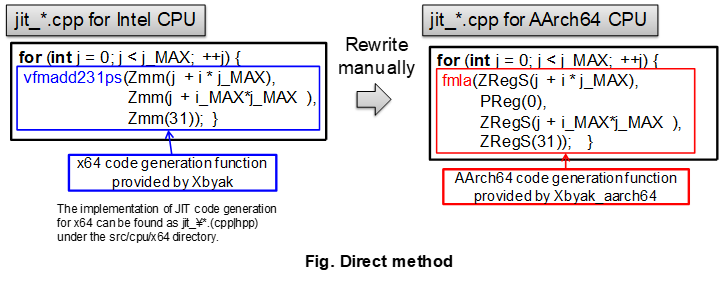 jit_*.cpp for Intel CPU
for (int j = 0; j < j_MAX; ++j) {
vfmadd231ps(Zmm(j + i * j_MAX),
Zmm(j + i_MAX*j_MAX ),
Zmm(31)); }
x64 code generation function
provided by Xbyak
The implementation of JIT code generation
for x64 can be found as jit_¥*.(cpp|hpp)
under the src/cpu/x64 directory.
Rewrite
manually
jit_*.cpp for AArch64 CPU
for (int j = 0; j < j_MAX; ++j) {
fmla(ZRegS(j + i * j_MAX),
PReg(0),
ZRegS(j + i_MAX*j_MAX ),
ZRegS(31)); }
AArch64 code generation function
provided by Xbyak_aarch64
Fig. Direct method